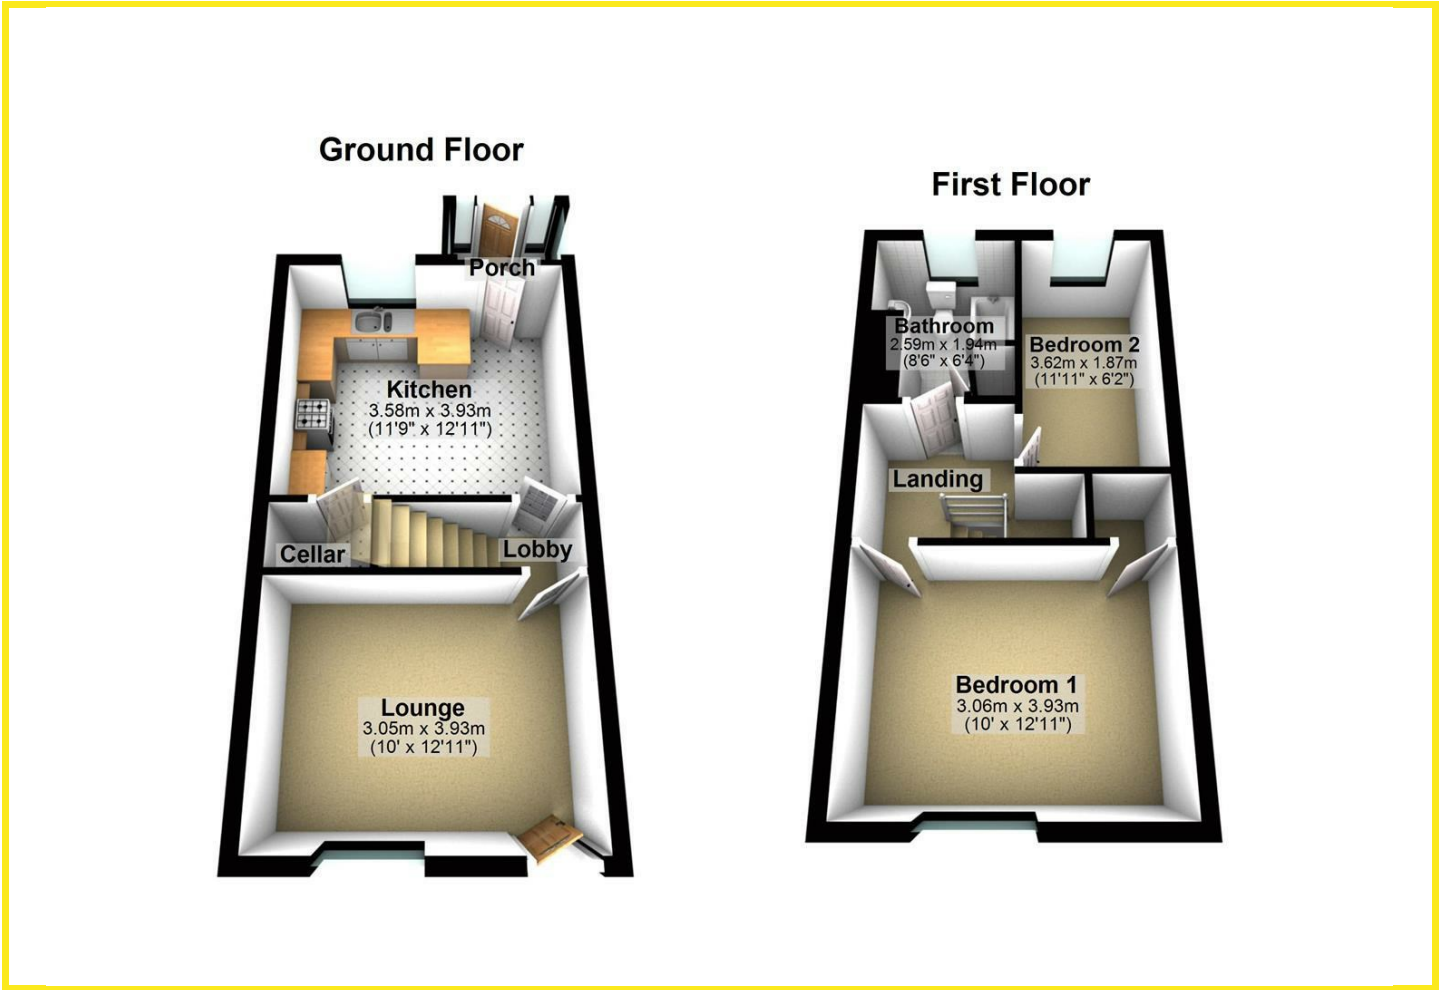 Ground Floor
Porch
Kitchen
3.58m x 3.93m
(11'9" x 12'11")
Cellar
Lobby
Lounge
3.05m x 3.93m
(10' x 12'11")
First Floor
Bathroom
2.59m x 1.94m
(8'6" x 6'4")
Bedroom 2
3.62m x 1.87m
(11'11" x 6'2")
Landing
Bedroom 1
3.06m x 3.93m
(10' x 12'11")